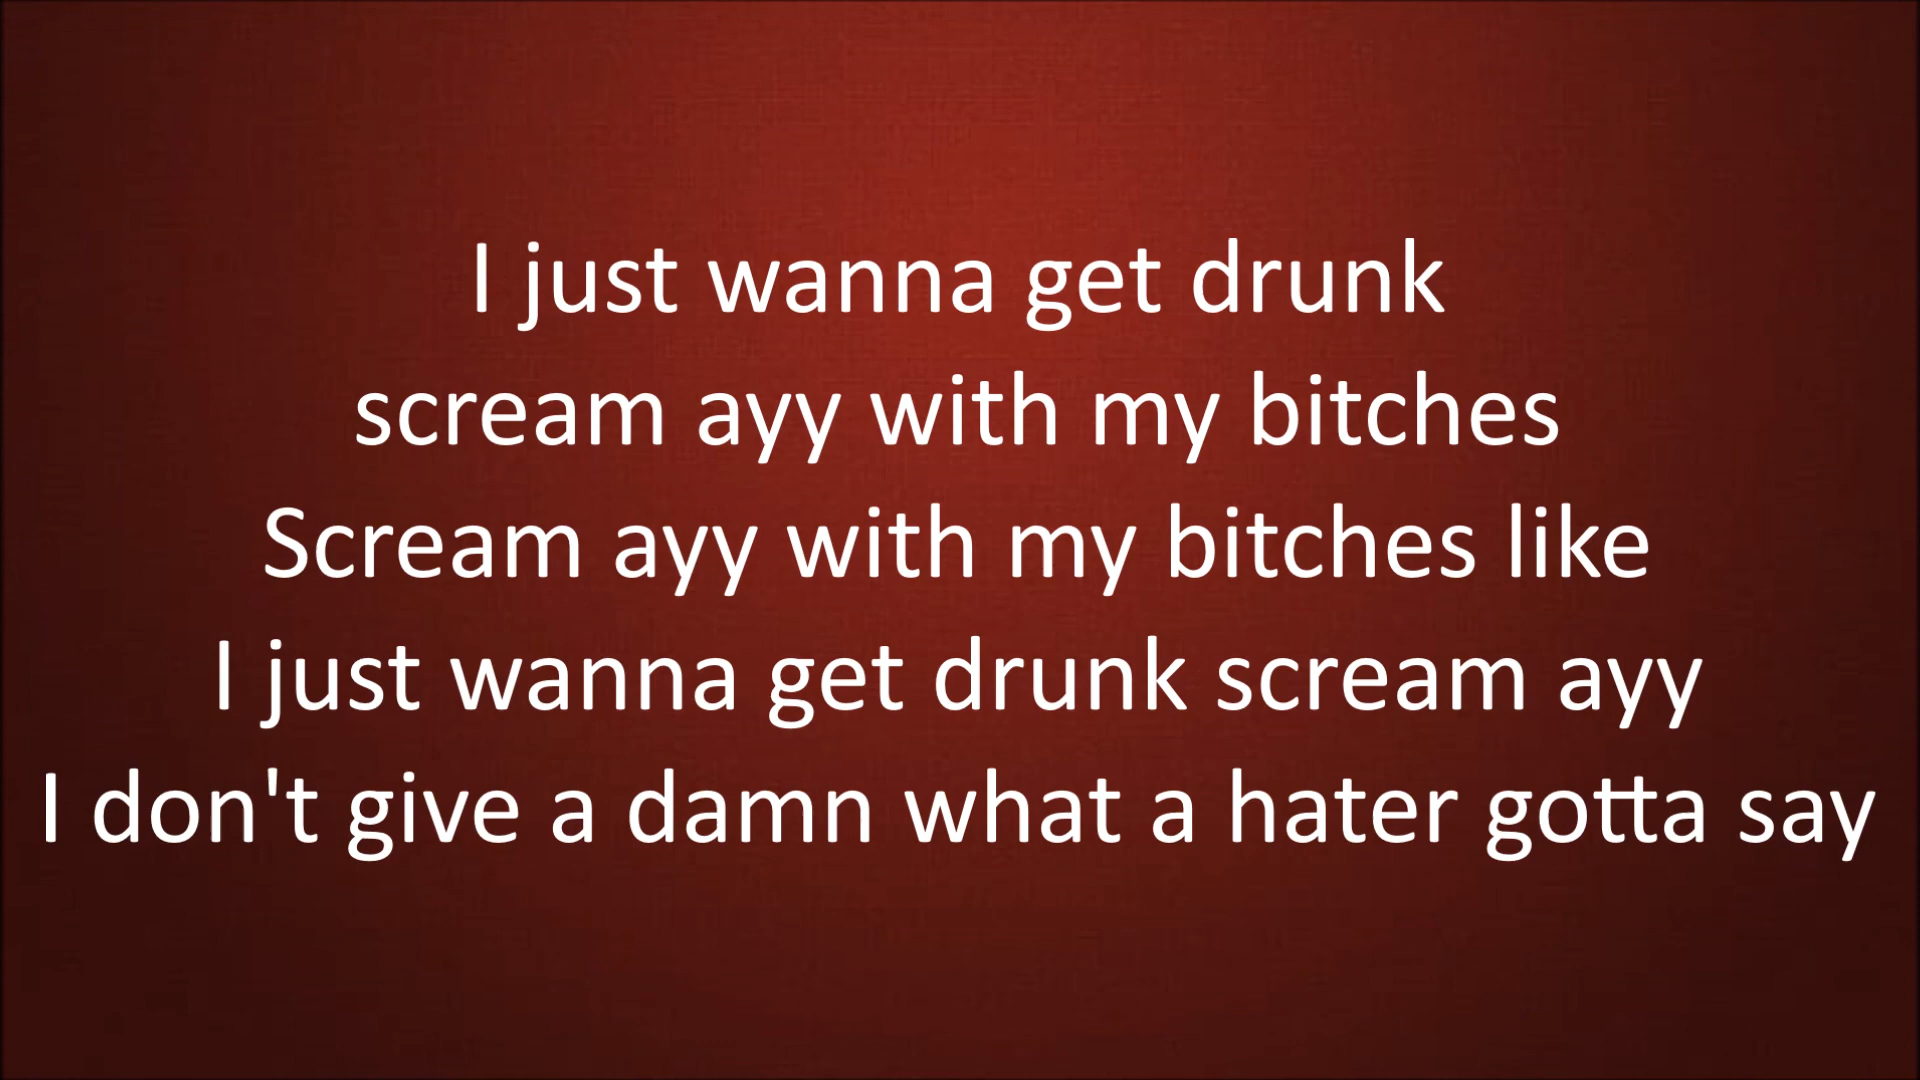 I just wanna get drunk
scream ayy with my bitches
Scream ayy with my bitches like
I just wanna get drunk scream ayy
I don't give a damn what a hater gotta say